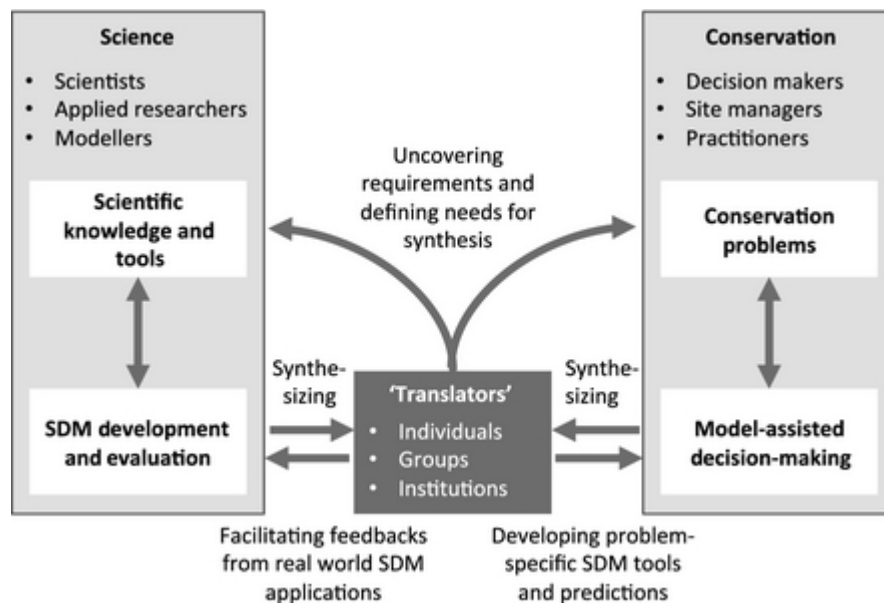 Science
• Scientists
• Applied researchers
• Modellers
Scientific
knowledge and
tools
SDM development
and evaluation
Uncovering
requirements and
defining needs for
synthesis
Synthe-
sizing
'Translators'
• Individuals
• Groups
• Institutions
Synthe-
sizing
Facilitating feedbacks
from real world SDM
applications
Developing problem-
specific SDM tools
and predictions
Conservation
• Decision makers
• Site managers
• Practitioners
Conservation
problems
Model-assisted
decision-making